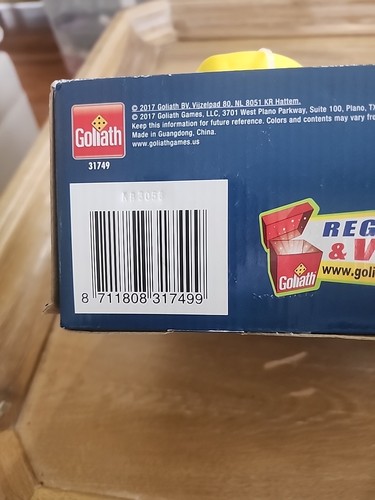 Goliath
31749
© 2017 Goliath BV, Vijzelpad 80, NL 8051 KR Hattem.
© 2017 Goliath Games, LLC, 3701 West Plano Parkway, Suite 100, Plano, TX
Keep this information for future reference. Colors and contents may vary
Made in Guangdong, China.
www.goliathgames.us
8 711808 317499
REG
& W
Goliath
www.goli